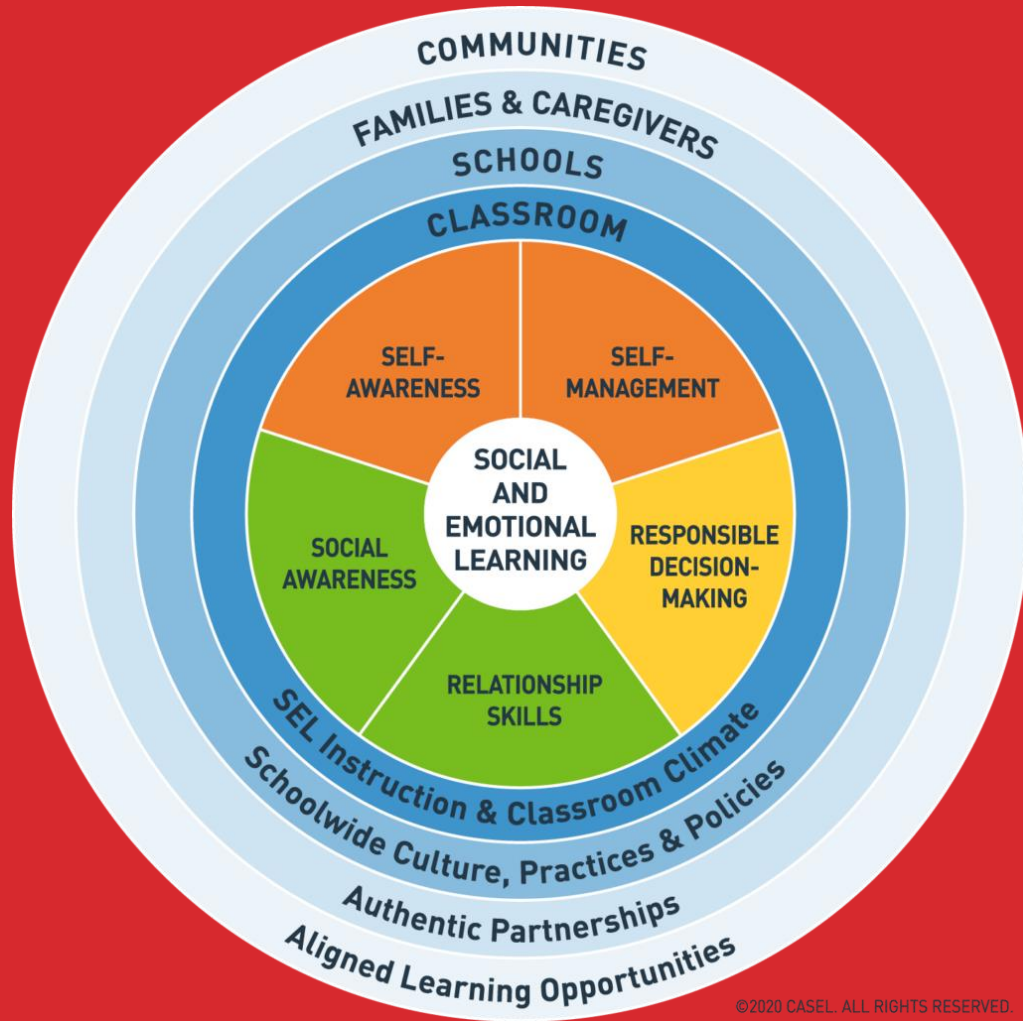 COMMUNITIES
FAMILIES & CAREGIVERS
SCHOOLS
CLASSROOM
SELF-
AWARENESS
SELF-
MANAGEMENT
SOCIAL
AND
EMOTIONAL
LEARNING
SOCIAL
AWARENESS
RESPONSIBLE
DECISION-
MAKING
RELATIONSHIP
SKILLS
SEL Instruction & Classroom Climate
Schoolwide Culture, Practices & Policies
Authentic Partnerships
Aligned Learning Opportunities
©2020 CASEL. ALL RIGHTS RESERVED.